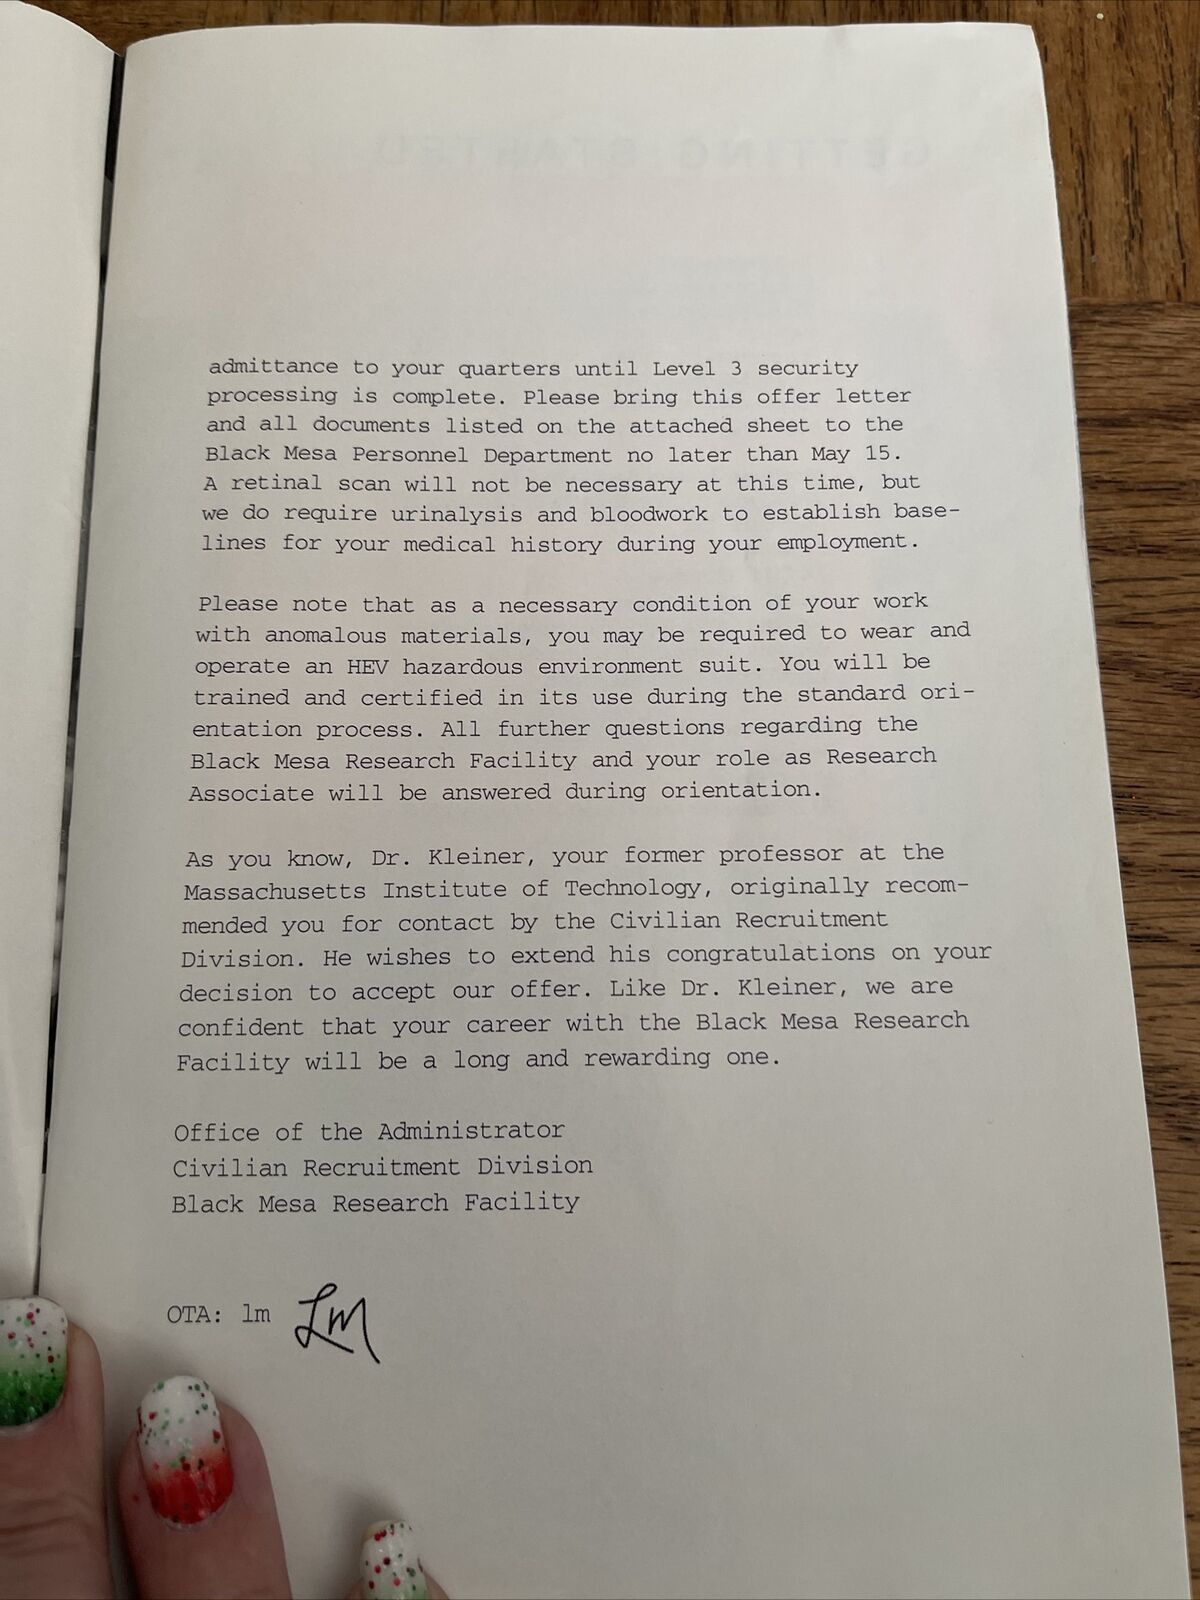 GETTING STARTED
admittance to your quarters until Level 3 security
processing is complete. Please bring this offer letter
and all documents listed on the attached sheet to the
Black Mesa Personnel Department no later than May 15.
A retinal scan will not be necessary at this time, but
we do require urinalysis and bloodwork to establish base-
lines for your medical history during your employment.
Please note that as a necessary condition of your work
with anomalous materials, you may be required to wear and
operate an HEV hazardous environment suit. You will be
trained and certified in its use during the standard ori-
entation process. All further questions regarding the
Black Mesa Research Facility and your role as Research
Associate will be answered during orientation.
As you know, Dr. Kleiner, your former professor at the
Massachusetts Institute of Technology, originally recom-
mended you for contact by the Civilian Recruitment
Division. He wishes to extend his congratulations on your
decision to accept our offer. Like Dr. Kleiner, we are
confident that your career with the Black Mesa Research
Facility will be a long and rewarding one.
Office of the Administrator
Civilian Recruitment Division
Black Mesa Research Facility
OTA: lm LM